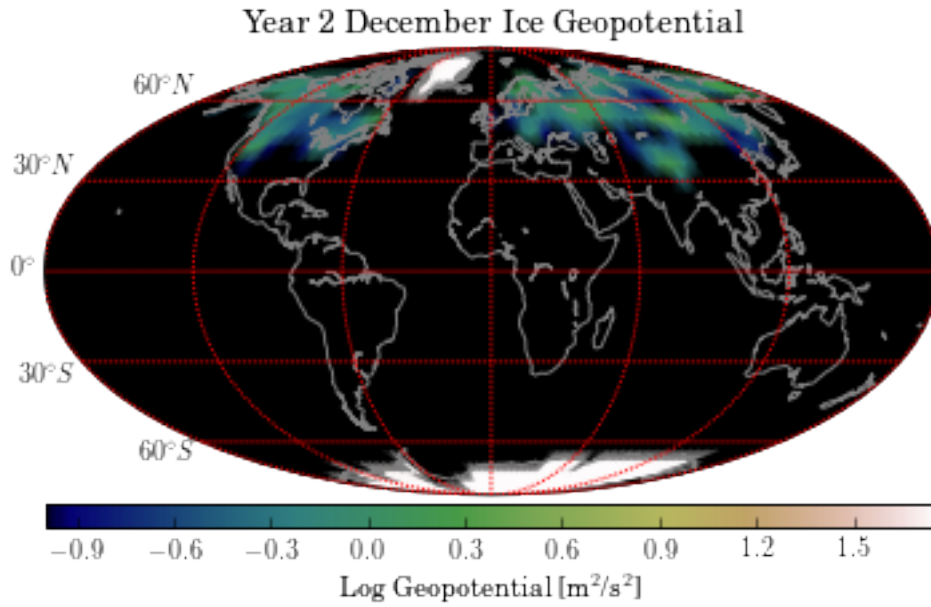 Year 2 December Ice Geopotential
60°N
30°N
0°
30°S
60°S
−0.9 −0.6 −0.3 0.0 0.3 0.6 0.9 1.2 1.5
Log Geopotential [m²/s²]